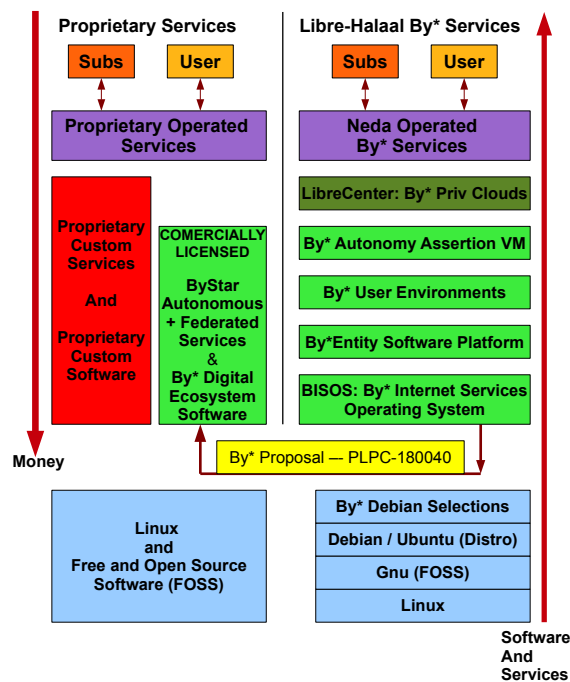 Proprietary Services
Subs
User
Proprietary Operated
Services
Proprietary
Custom
Services
And
Proprietary
Custom
Software
COMERCIALLY
LICENSED
ByStar
Autonomous
+ Federated
Services
&
By* Digital
Ecosystem
Software
Money
Linux
and
Free and Open Source
Software (FOSS)
Libre-Halaal By* Services
Subs
User
Neda Operated
By* Services
LibreCenter: By* Priv Clouds
By* Autonomy Assertion VM
By* User Environments
By*Entity Software Platform
BISOS: By* Internet Services
Operating System
By* Proposal –-- PLPC-180040
By* Debian Selections
Debian / Ubuntu (Distro)
Gnu (FOSS)
Linux
Software
And
Services